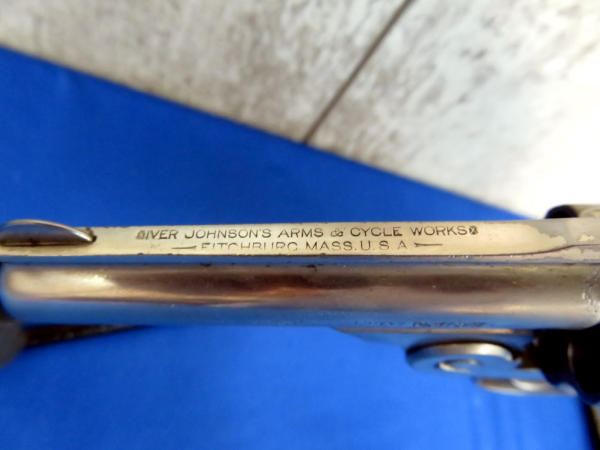 IVER JOHNSON'S ARMS & CYCLE WORKS
FITCHBURG MASS. U.S.A